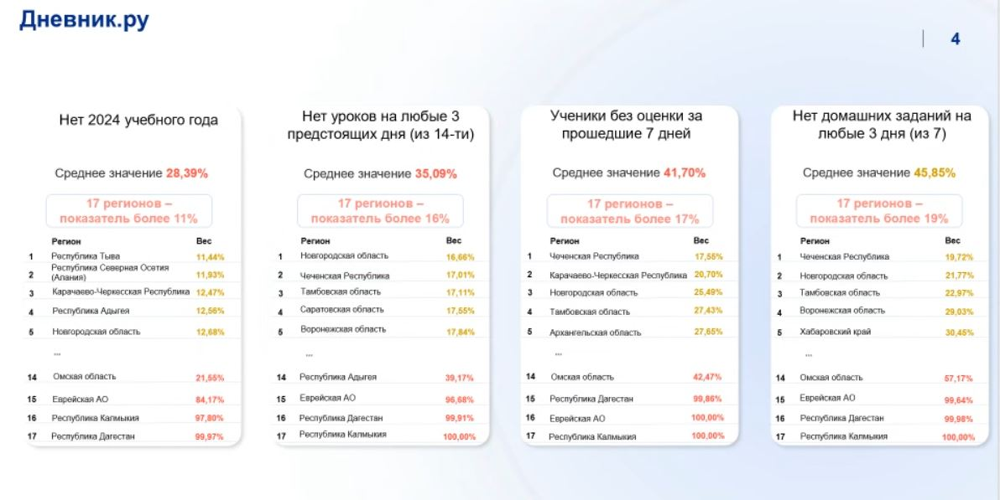 Дневник.ру
4
Нет 2024 учебного года
Среднее значение 28,39%
17 регионов –
показатель более 11%
Регион Вес
1 Республика Тыва 11,44%
2 Республика Северная Осетия
(Алания) 11,93%
3 Карачаево-Черкесская Республика 12,47%
4 Республика Адыгея 12,56%
5 Новгородская область 12,68%
...
14 Омская область 21,55%
15 Еврейская АО 84,17%
16 Республика Калмыкия 97,80%
17 Республика Дагестан 99,97%
Нет уроков на любые 3
предстоящих дня (из 14-ти)
Среднее значение 35,09%
17 регионов –
показатель более 16%
Регион Вес
1 Новгородская область 16,66%
2 Чеченская Республика 17,01%
3 Тамбовская область 17,11%
4 Саратовская область 17,55%
5 Воронежская область 17,84%
...
14 Республика Адыгея 39,17%
15 Еврейская АО 96,68%
16 Республика Дагестан 99,91%
17 Республика Калмыкия 100,00%
Ученики без оценки за
прошедшие 7 дней
Среднее значение 41,70%
17 регионов –
показатель более 17%
Регион Вес
1 Чеченская Республика 17,55%
2 Карачаево-Черкесская Республика 20,70%
3 Новгородская область 25,49%
4 Тамбовская область 27,43%
5 Архангельская область 27,65%
...
14 Омская область 42,47%
15 Республика Дагестан 99,86%
16 Еврейская АО 100,00%
17 Республика Калмыкия 100,00%
Нет домашних заданий на
любые 3 дня (из 7)
Среднее значение 45,85%
17 регионов –
показатель более 19%
Регион Вес
1 Чеченская Республика 19,72%
2 Новгородская область 21,77%
3 Тамбовская область 22,97%
4 Воронежская область 29,03%
5 Хабаровский край 30,45%
...
14 Омская область 57,17%
15 Еврейская АО 99,64%
16 Республика Дагестан 99,98%
17 Республика Калмыкия 100,00%